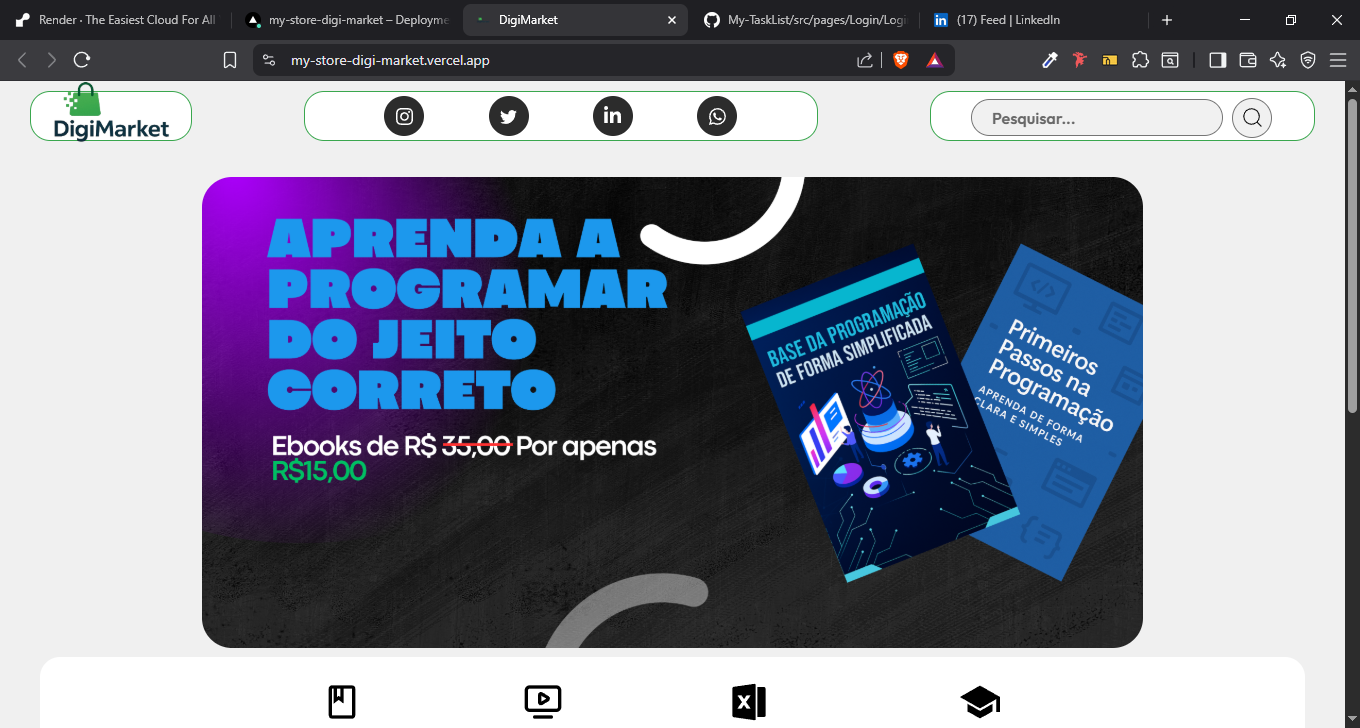 Render · The Easiest Cloud For All
my-store-digi-market – Deployme
DigiMarket
My-TaskList/src/pages/Login/Logi
(17) Feed | LinkedIn
my-store-digi-market.vercel.app
DigiMarket
Pesquisar...
APRENDA A
PROGRAMAR
DO JEITO
CORRETO
Ebooks de R$ 35,00 Por apenas
R$15,00
BASE DA PROGRAMAÇÃO
DE FORMA SIMPLIFICADA
Primeiros
Passos na
Programação
APRENDA DE FORMA
CLARA E SIMPLES